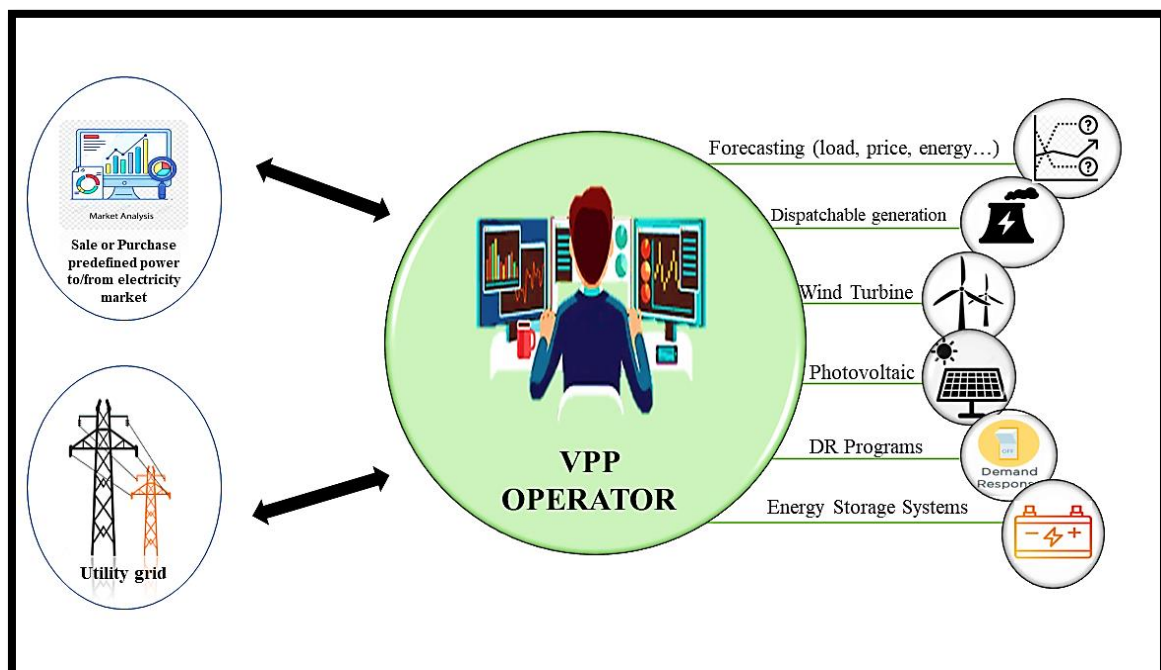 Market Analysis
Sale or Purchase
predefined power
to/from electricity
market
Utility grid
VPP
OPERATOR
Forecasting (load, price, energy…)
Dispatchable generation
Wind Turbine
Photovoltaic
DR Programs
OFF
Demand
Response
Energy Storage Systems